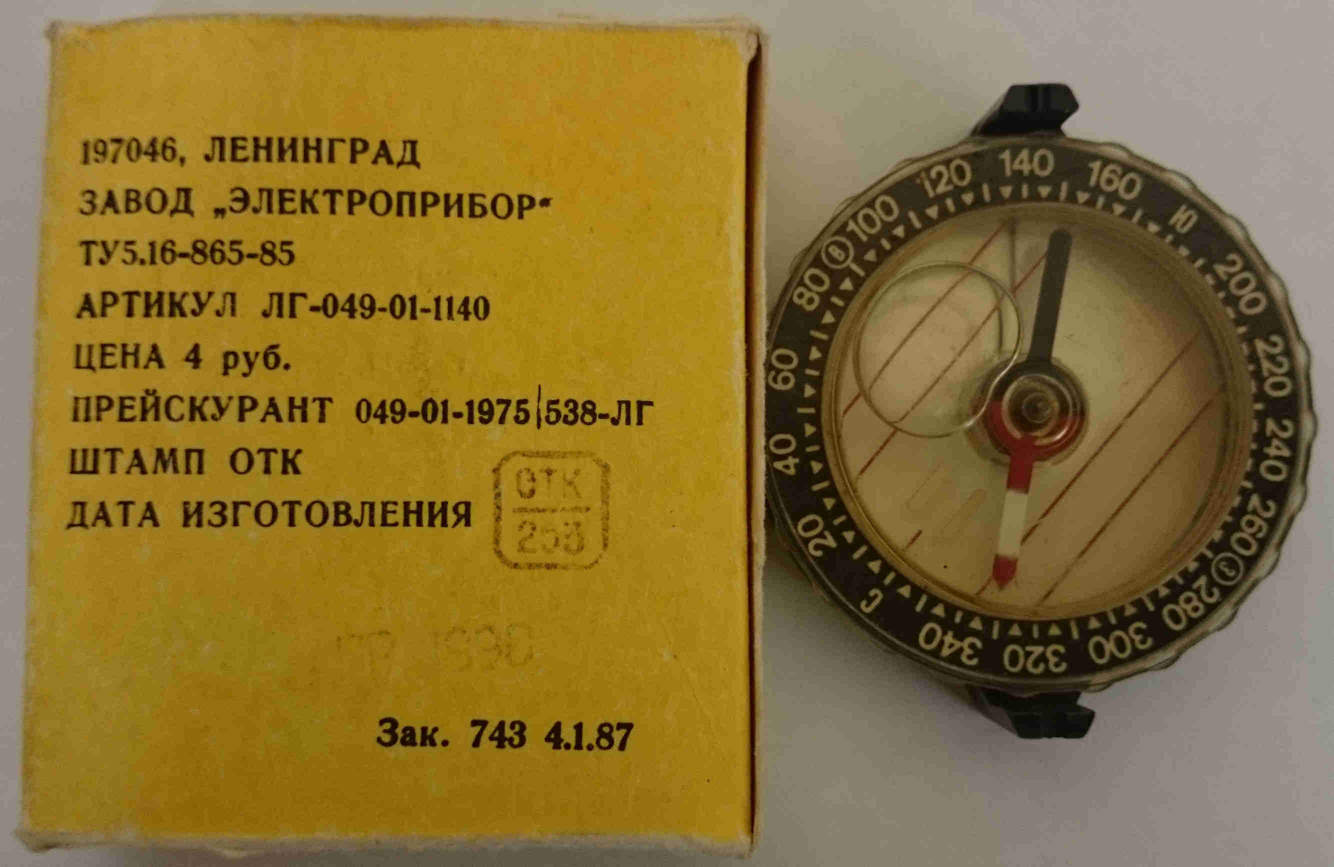 197046, ЛЕНИНГРАД
ЗАВОД „ЭЛЕКТРОПРИБОР“
ТУ5.16-865-85
АРТИКУЛ ЛГ-049-01-1140
ЦЕНА 4 руб.
ПРЕЙСКУРАНТ 049-01-1975|538-ЛГ
ШТАМП ОТК
ДАТА ИЗГОТОВЛЕНИЯ
ОТК
253
1990
Зак. 743 4.1.87
С
20
40
60
80
В
100
120
140
160
Ю
200
220
240
260
З
280
300
320
340